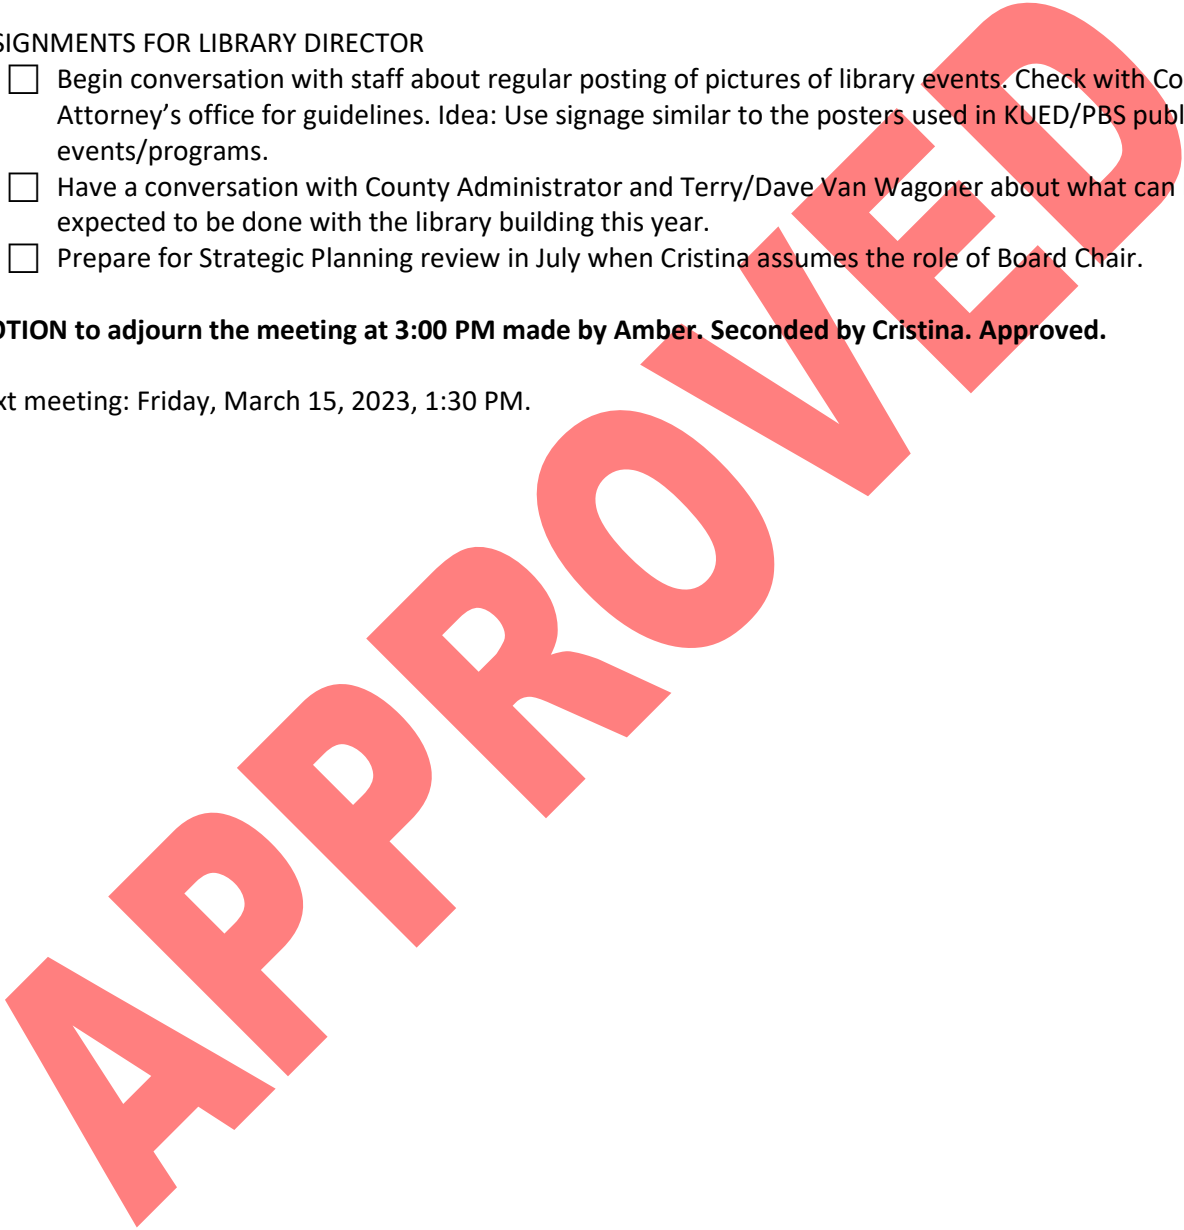 SIGNMENTS FOR LIBRARY DIRECTOR
☐ Begin conversation with staff about regular posting of pictures of library events. Check with Co
Attorney’s office for guidelines. Idea: Use signage similar to the posters used in KUED/PBS publ
events/programs.
☐ Have a conversation with County Administrator and Terry/Dave Van Wagoner about what can
expected to be done with the library building this year.
☐ Prepare for Strategic Planning review in July when Cristina assumes the role of Board Chair.
OTION to adjourn the meeting at 3:00 PM made by Amber. Seconded by Cristina. Approved.
xt meeting: Friday, March 15, 2023, 1:30 PM.
APPROVED